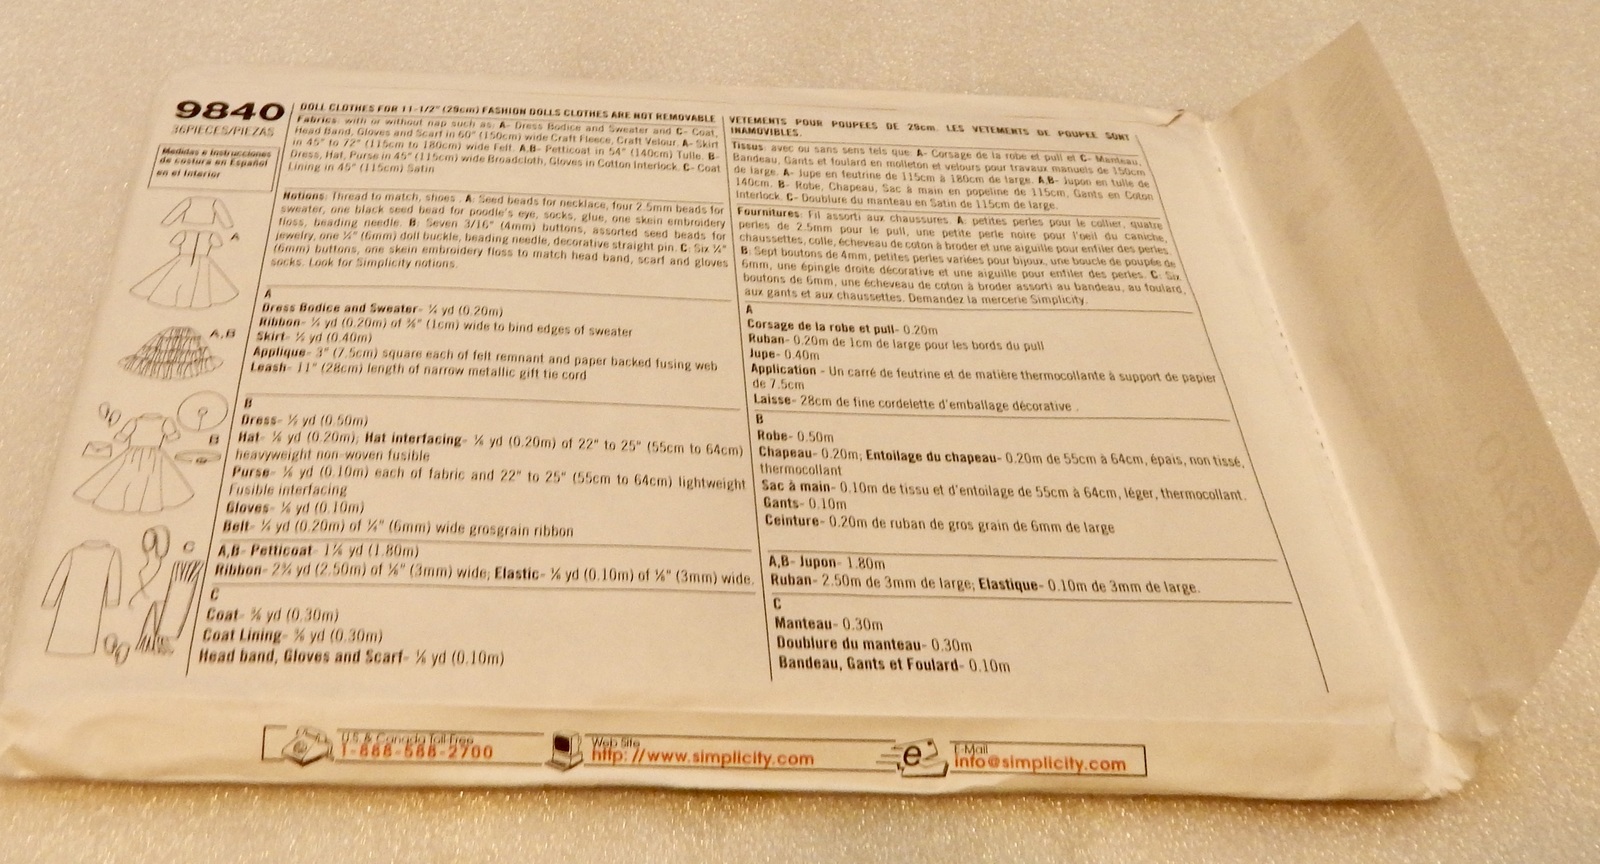 9840
36PIECES/PIEZAS
Medidas e Instrucciones
de costura en Español
en el Interior
A
A,B
B
C
DOLL CLOTHES FOR 11-1/2" (29cm) FASHION DOLLS CLOTHES ARE NOT REMOVABLE
Fabrics: with or without nap such as: A- Dress Bodice and Sweater and C- Coat,
Head Band, Gloves and Scarf in 60" (150cm) wide Craft Fleece, Craft Velour. A- Skirt
in 45" to 72" (115cm to 180cm) wide Felt. A,B- Petticoat in 54" (140cm) Tulle. B-
Dress, Hat, Purse in 45" (115cm) wide Broadcloth, Gloves in Cotton Interlock. C- Coat
Lining in 45" (115cm) Satin
Notions: Thread to match, shoes. A: Seed beads for necklace, four 2.5mm beads for
sweater, one black seed bead for poodle's eye, socks, glue, one skein embroidery
floss, beading needle. B: Seven 3/16" (4mm) buttons, assorted seed beads for
jewelry, one ¼" (6mm) doll buckle, beading needle, decorative straight pin. C: Six ¼"
(6mm) buttons, one skein embroidery floss to match head band, scarf and gloves
socks. Look for Simplicity notions.
A
Dress Bodice and Sweater- ¼ yd (0.20m)
Ribbon- ¼ yd (0.20m) of ⅜" (1cm) wide to bind edges of sweater
Skirt- ½ yd (0.40m)
Applique- 3" (7.5cm) square each of felt remnant and paper backed fusing web
Leash- 11" (28cm) length of narrow metallic gift tie cord
B
Dress- ½ yd (0.50m)
Hat- ⅛ yd (0.20m); Hat interfacing- ⅛ yd (0.20m) of 22" to 25" (55cm to 64cm)
heavyweight non-woven fusible
Purse- ⅛ yd (0.10m) each of fabric and 22" to 25" (55cm to 64cm) lightweight
Fusible interfacing
Gloves- ⅛ yd (0.10m)
Belt- ¼ yd (0.20m) of ¼" (6mm) wide grosgrain ribbon
A,B- Petticoat- 1⅞ yd (1.80m)
Ribbon- 2¾ yd (2.50m) of ⅛" (3mm) wide; Elastic- ⅛ yd (0.10m) of ⅛" (3mm) wide.
C
Coat- ⅜ yd (0.30m)
Coat Lining- ⅜ yd (0.30m)
Head band, Gloves and Scarf- ⅛ yd (0.10m)
VETEMENTS POUR POUPEES DE 29cm. LES VETEMENTS DE POUPEE SONT
INAMOVIBLES.
Tissus: avec ou sans sens tels que: A- Corsage de la robe et pull et C- Manteau,
Bandeau, Gants et foulard en molleton et velours pour travaux manuels de 150cm
de large. A- Jupe en feutrine de 115cm à 180cm de large. A,B- Jupon en tulle de
140cm. B- Robe, Chapeau, Sac à main en popeline de 115cm, Gants en Coton
Interlock. C- Doublure du manteau en Satin de 115cm de large.
Fournitures: Fil assorti aux chaussures. A: petites perles pour le collier, quatre
perles de 2.5mm pour le pull, une petite perle noire pour l'oeil du caniche,
chaussettes, colle, écheveau de coton à broder et une aiguille pour enfiler des perles.
B: Sept boutons de 4mm, petites perles variées pour bijoux, une boucle de poupée de
6mm, une épingle droite décorative et une aiguille pour enfiler des perles. C: Six
boutons de 6mm, une écheveau de coton à broder assorti au bandeau, au foulard,
aux gants et aux chaussettes. Demandez la mercerie Simplicity.
A
Corsage de la robe et pull- 0.20m
Ruban- 0.20m de 1cm de large pour les bords du pull
Jupe- 0.40m
Application - Un carré de feutrine et de matière thermocollante à support de papier
de 7.5cm
Laisse- 28cm de fine cordelette d'emballage décorative .
B
Robe- 0.50m
Chapeau- 0.20m; Entoilage du chapeau- 0.20m de 55cm à 64cm, épais, non tissé,
thermocollant
Sac à main- 0.10m de tissu et d'entoilage de 55cm à 64cm, léger, thermocollant.
Gants- 0.10m
Ceinture- 0.20m de ruban de gros grain de 6mm de large
A,B- Jupon- 1.80m
Ruban- 2.50m de 3mm de large; Elastique- 0.10m de 3mm de large.
C
Manteau- 0.30m
Doublure du manteau- 0.30m
Bandeau, Gants et Foulard- 0.10m
U.S. & Canada Toll-Free
1-888-588-2700
Web Site
http://www.simplicity.com
E-Mail
info@simplicity.com